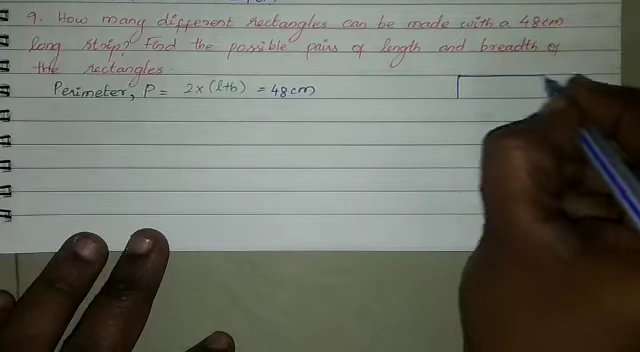 9. How many different rectangles can be made with a 48cm
long strip? Find the possible pairs of length and breadth of
the rectangles.
Perimeter, P = 2×(l+b) = 48cm